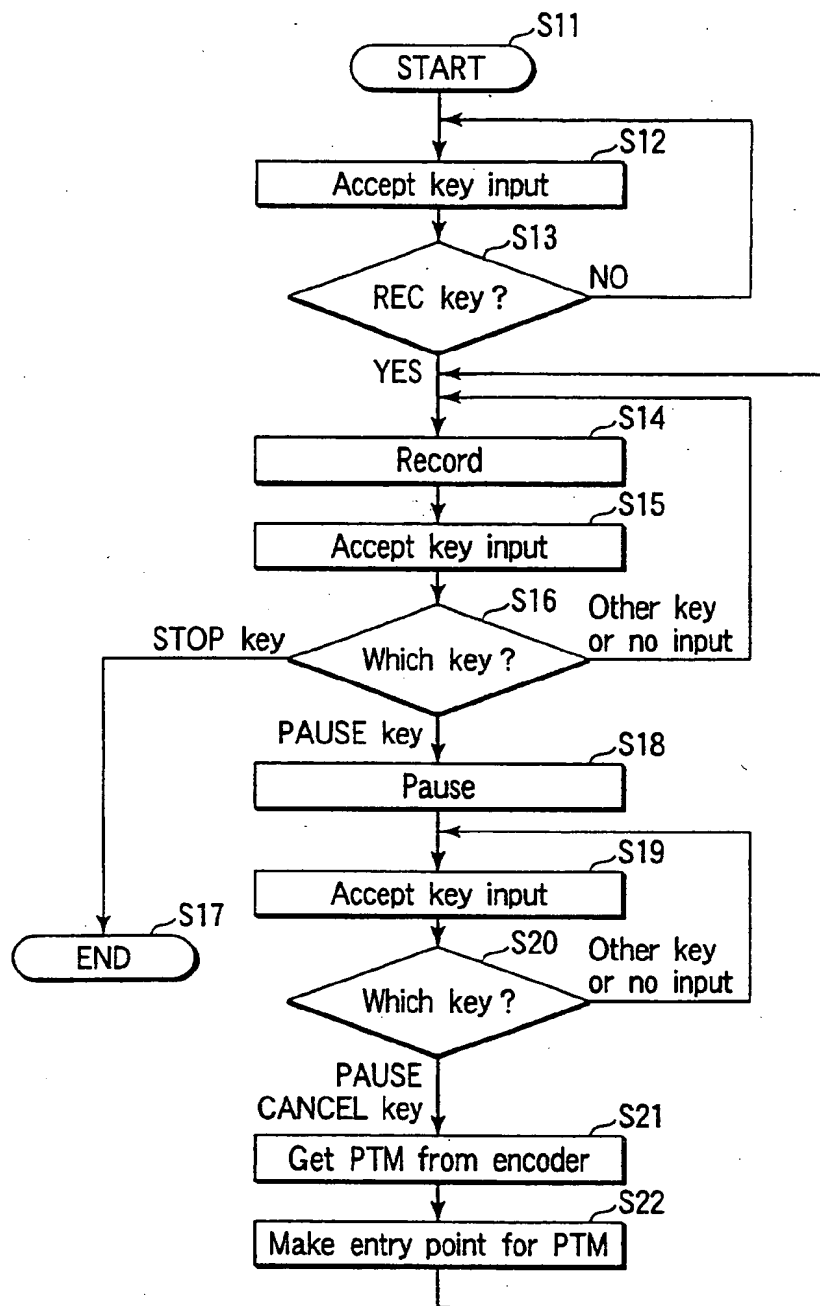 S11
START
S12
Accept key input
S13
REC key?
NO
YES
S14
Record
S15
Accept key input
S16
Which key?
STOP key
Other key
or no input
PAUSE key
S18
Pause
S19
Accept key input
S17
END
S20
Which key?
Other key
or no input
PAUSE
CANCEL key
S21
Get PTM from encoder
S22
Make entry point for PTM